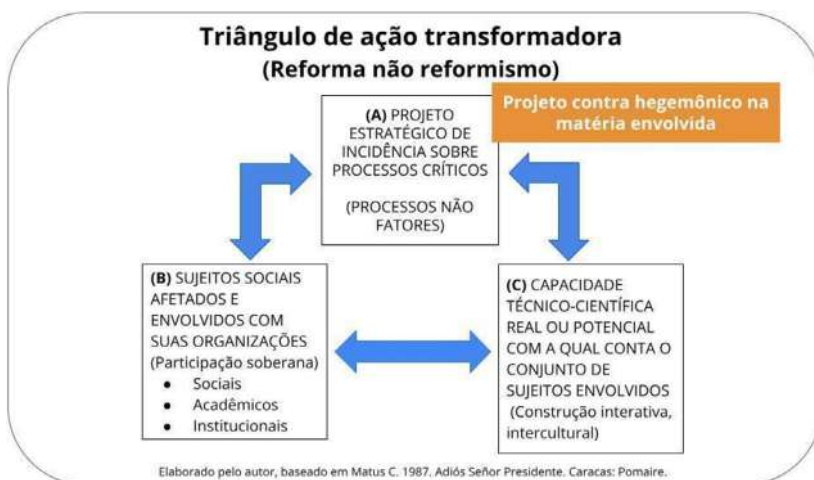 Triângulo de ação transformadora
(Reforma não reformismo)
Projeto contra hegemônico na
matéria envolvida
(A) PROJETO
ESTRATÉGICO DE
INCIDÊNCIA SOBRE
PROCESSOS CRÍTICOS
(PROCESSOS NÃO
FATORES)
(B) SUJEITOS SOCIAIS
AFETADOS E
ENVOLVIDOS COM
SUAS ORGANIZAÇÕES
(Participação soberana)
● Sociais
● Acadêmicos
● Institucionais
(C) CAPACIDADE
TÉCNICO-CIENTÍFICA
REAL OU POTENCIAL
COM A QUAL CONTA O
CONJUNTO DE
SUJEITOS ENVOLVIDOS
(Construção interativa,
intercultural)
Elaborado pelo autor, baseado em Matus C. 1987. Adiós Señor Presidente. Caracas: Pomaire.